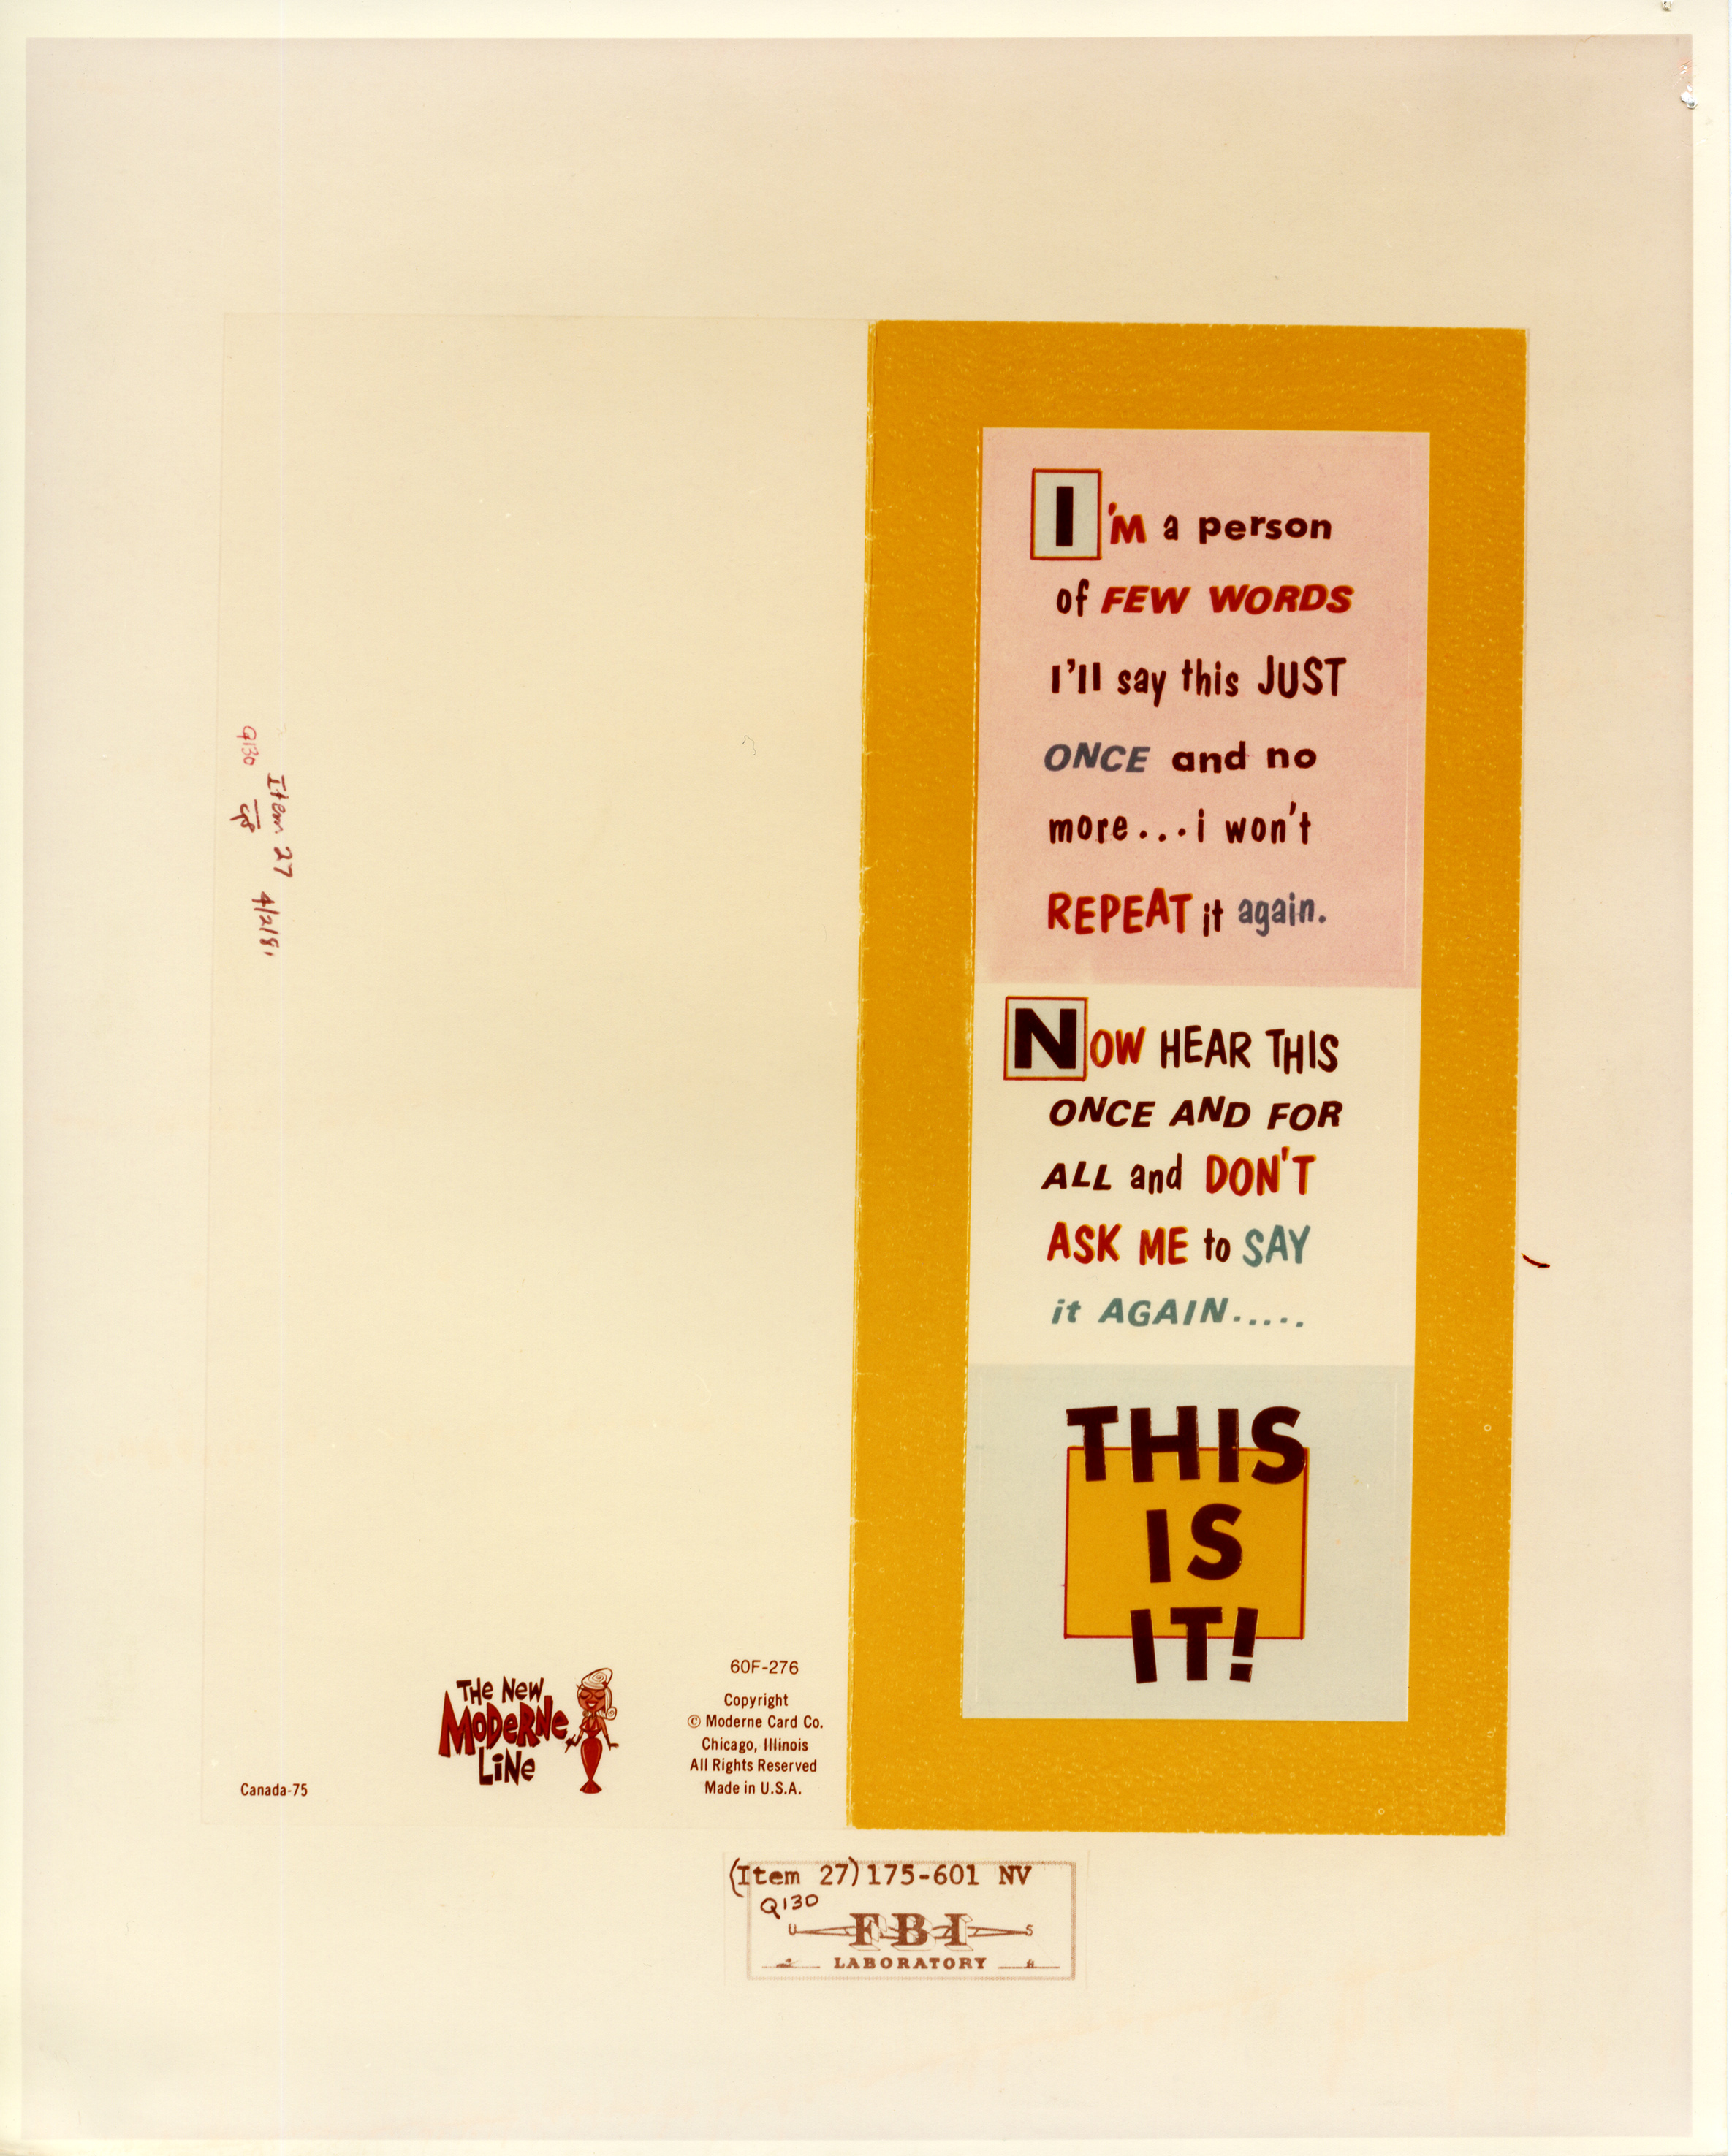 I'M a person
of FEW WORDS
I'll say this JUST
ONCE and no
more...i won't
REPEAT it again.
NOW HEAR THIS
ONCE AND FOR
ALL and DON'T
ASK ME to SAY
it AGAIN.....
THIS
IS
IT!
Item 27 4/2/81
Q130
THE NEW
MODERNE
LINE
60F-276
Copyright
© Moderne Card Co.
Chicago, Illinois
All Rights Reserved
Made in U.S.A.
Canada-75
(Item 27) 175-601 NV
Q130
U FBI S
LABORATORY